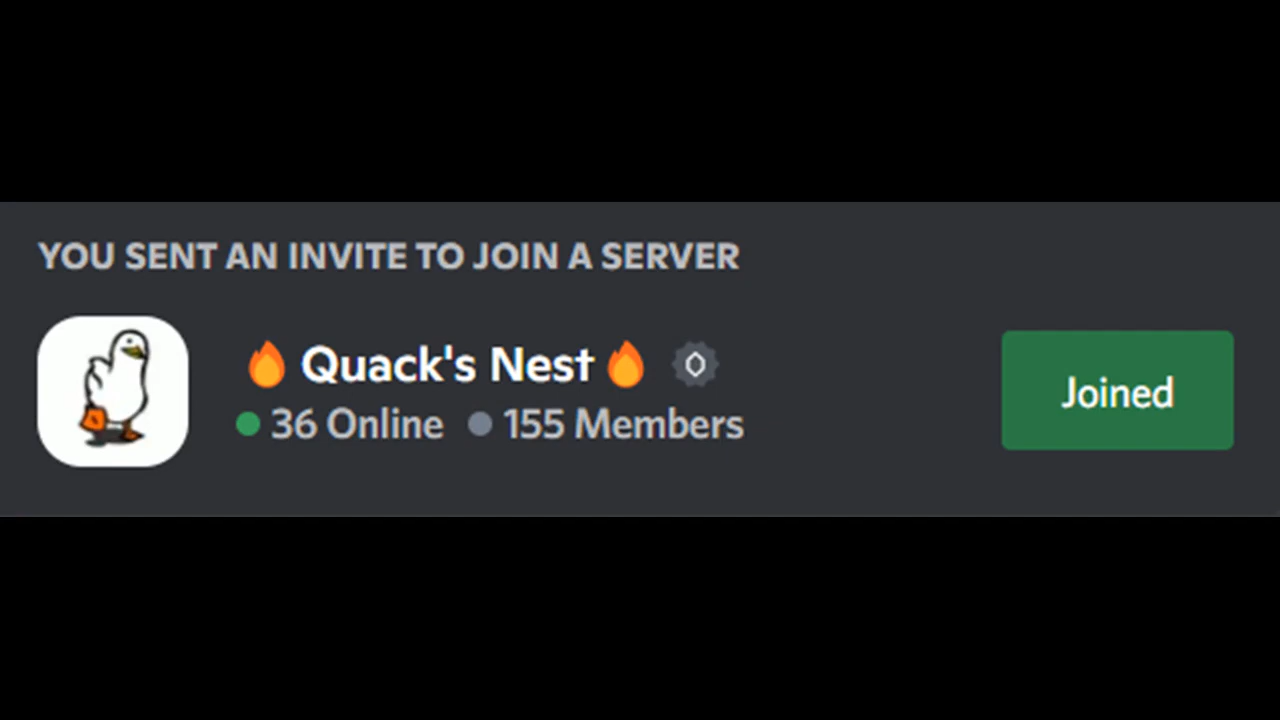 YOU SENT AN INVITE TO JOIN A SERVER
🔥 Quack's Nest 🔥
36 Online 155 Members
Joined